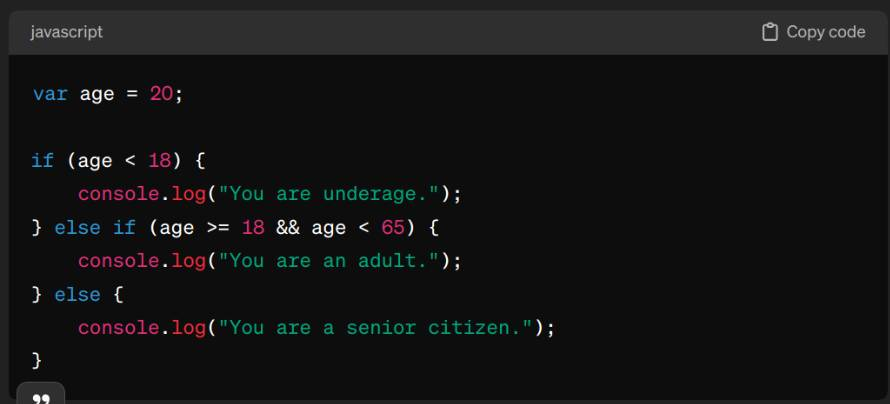 javascript
Copy code
var age = 20;
if (age < 18) {
    console.log("You are underage.");
} else if (age >= 18 && age < 65) {
    console.log("You are an adult.");
} else {
    console.log("You are a senior citizen.");
}
"